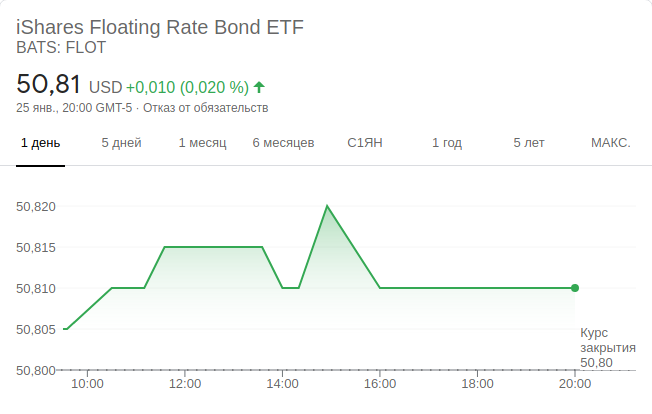 iShares Floating Rate Bond ETF
BATS: FLOT
50,81 USD +0,010 (0,020 %)
25 янв., 20:00 GMT-5 · Отказ от обязательств
1 день 5 дней 1 месяц 6 месяцев С1ЯН 1 год 5 лет МАКС.
50,820
50,815
50,810
50,805
Курс
закрытия
50,80
50,800
10:00 12:00 14:00 16:00 18:00 20:00